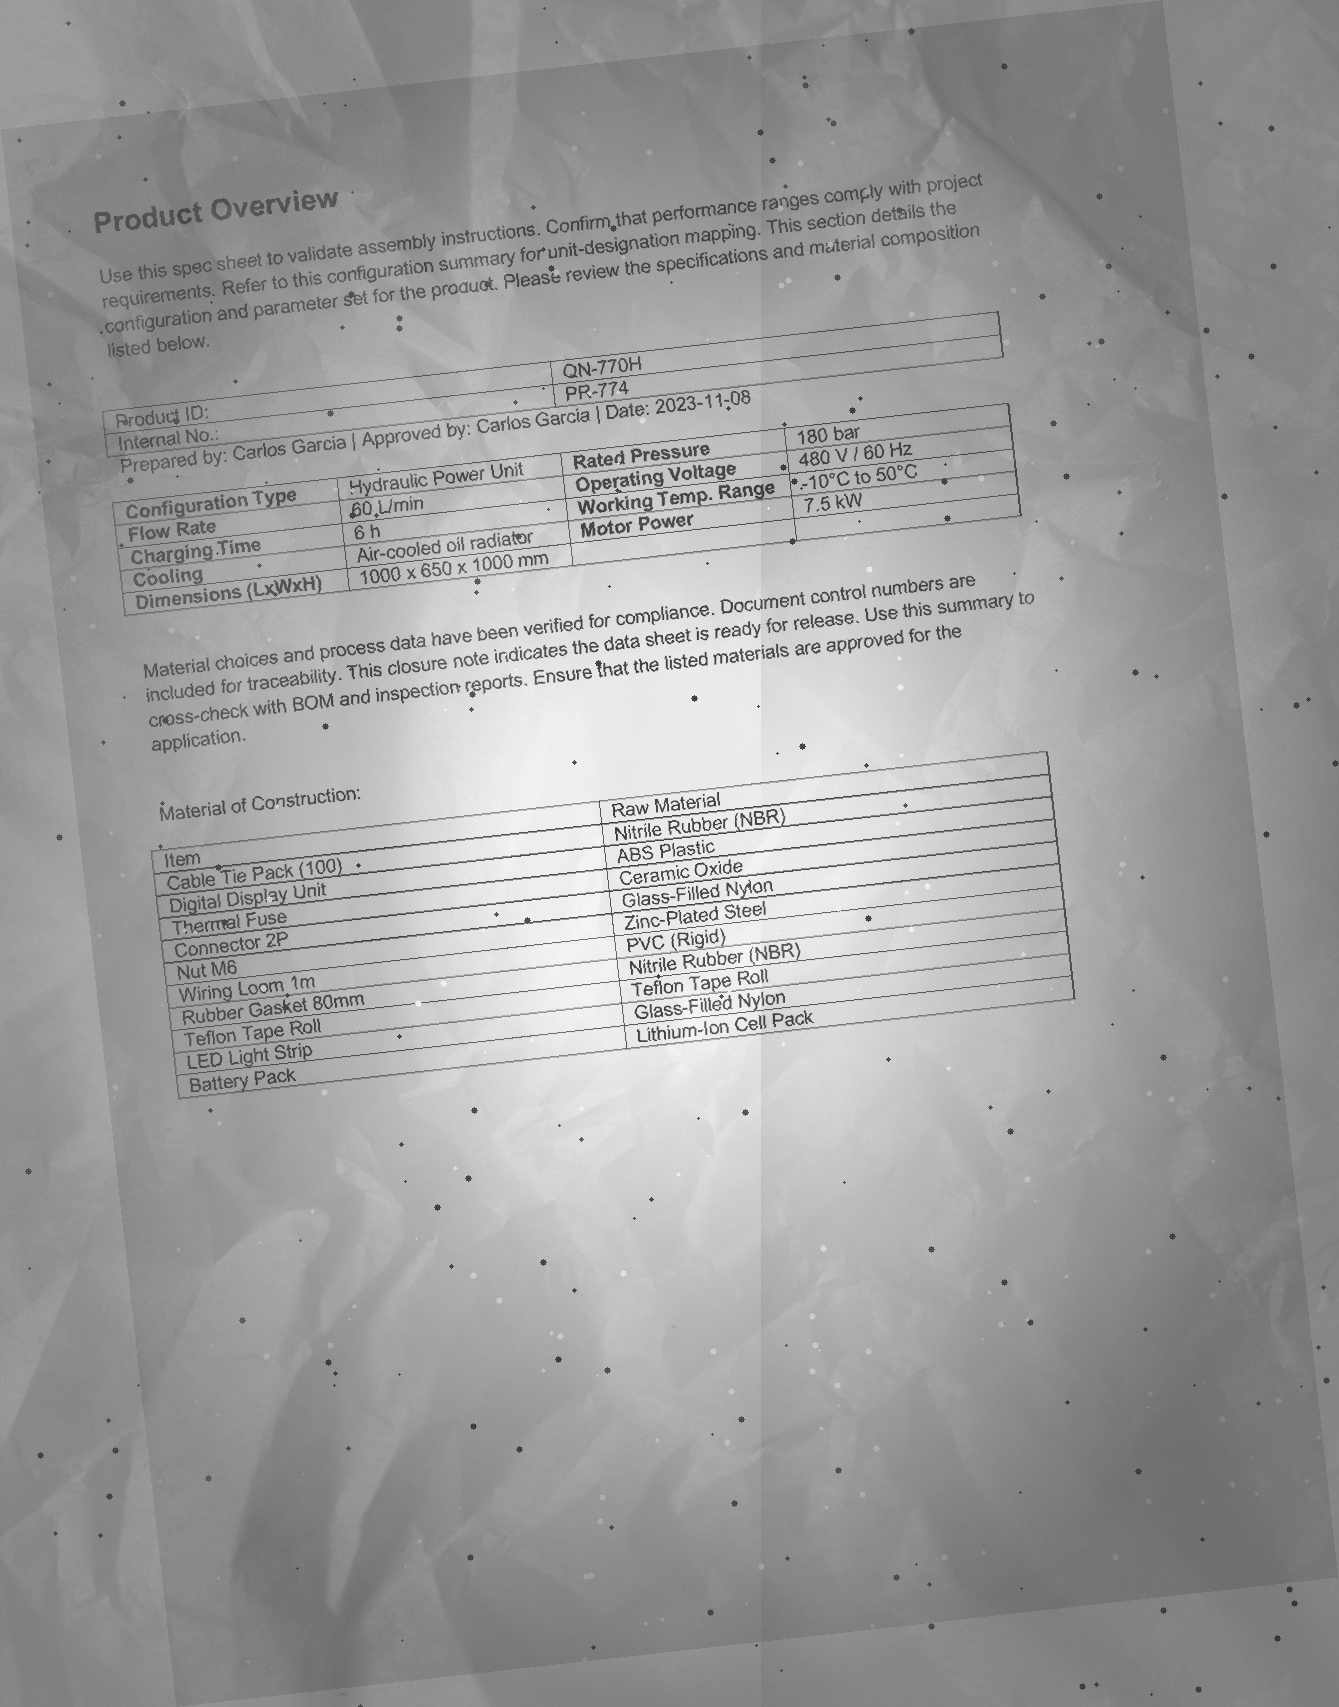 Product Overview
Use this spec sheet to validate assembly instructions. Confirm that performance ranges comply with project
requirements. Refer to this configuration summary for unit-designation mapping. This section details the
configuration and parameter set for the product. Please review the specifications and material composition
listed below.
Product ID: QN-770H
Internal No.: PR-774
Prepared by: Carlos Garcia | Approved by: Carlos Garcia | Date: 2023-11-08
Configuration Type Hydraulic Power Unit Rated Pressure 180 bar
Flow Rate 60 L/min Operating Voltage 480 V / 60 Hz
Charging Time 6 h Working Temp. Range -10°C to 50°C
Cooling Air-cooled oil radiator Motor Power 7.5 kW
Dimensions (LxWxH) 1000 x 650 x 1000 mm
Material choices and process data have been verified for compliance. Document control numbers are
included for traceability. This closure note indicates the data sheet is ready for release. Use this summary to
cross-check with BOM and inspection reports. Ensure that the listed materials are approved for the
application.
Material of Construction:
Item Raw Material
Cable Tie Pack (100) Nitrile Rubber (NBR)
Digital Display Unit ABS Plastic
Thermal Fuse Ceramic Oxide
Connector 2P Glass-Filled Nylon
Nut M6 Zinc-Plated Steel
Wiring Loom 1m PVC (Rigid)
Rubber Gasket 80mm Nitrile Rubber (NBR)
Teflon Tape Roll Teflon Tape Roll
LED Light Strip Glass-Filled Nylon
Battery Pack Lithium-Ion Cell Pack